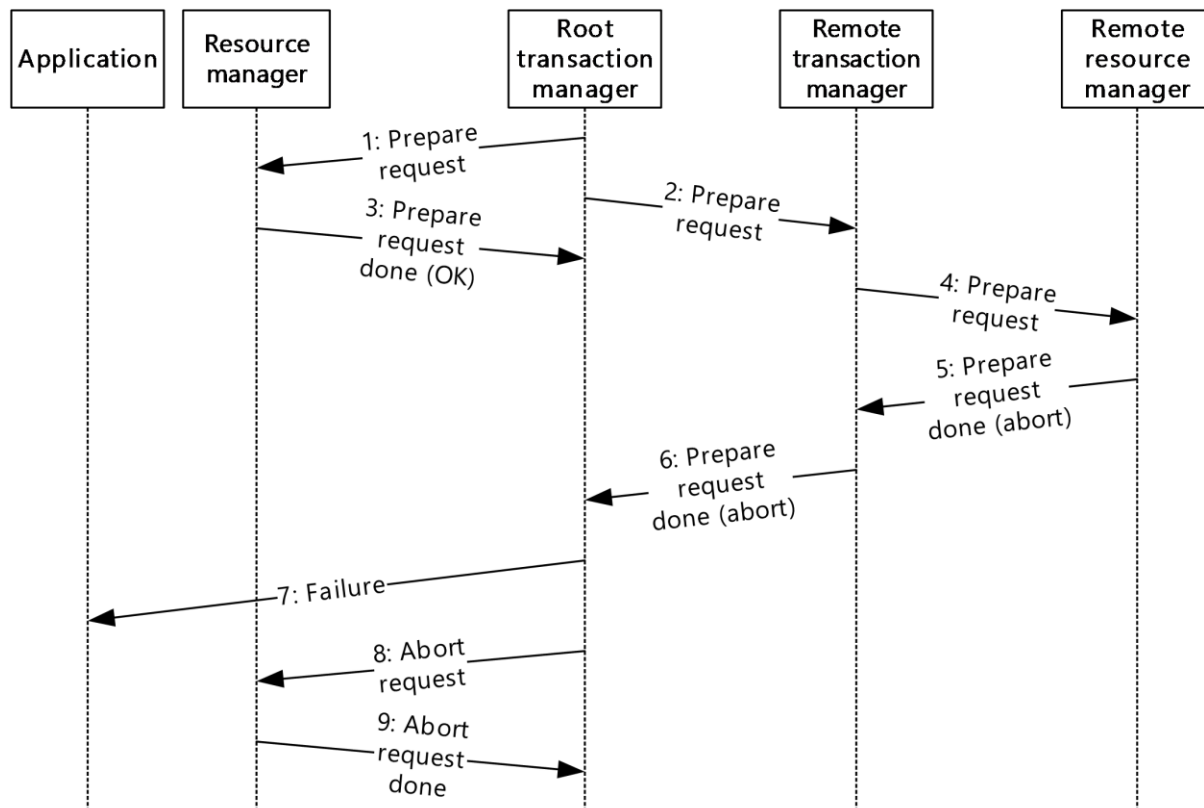 Application
Resource
manager
Root
transaction
manager
Remote
transaction
manager
Remote
resource
manager
1: Prepare
request
2: Prepare
request
3: Prepare
request
done (OK)
4: Prepare
request
5: Prepare
request
done (abort)
6: Prepare
request
done (abort)
7: Failure
8: Abort
request
9: Abort
request
done